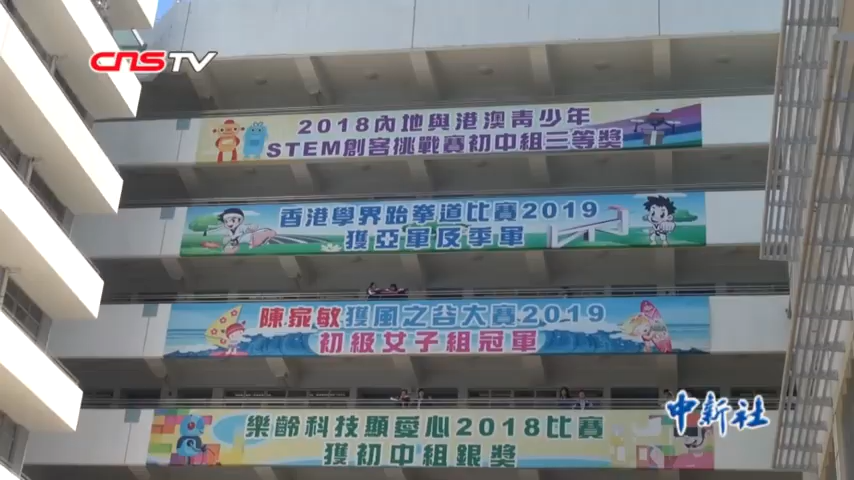 CNSTV
2018內地與港澳青少年
STEM創客挑戰賽初中組三等獎
香港學界跆拳道比賽2019
獲亞軍及季軍
陳家敏獲風之谷大賽2019
初級女子組冠軍
樂齡科技顯愛心2018比賽
獲初中組銀獎
中新社